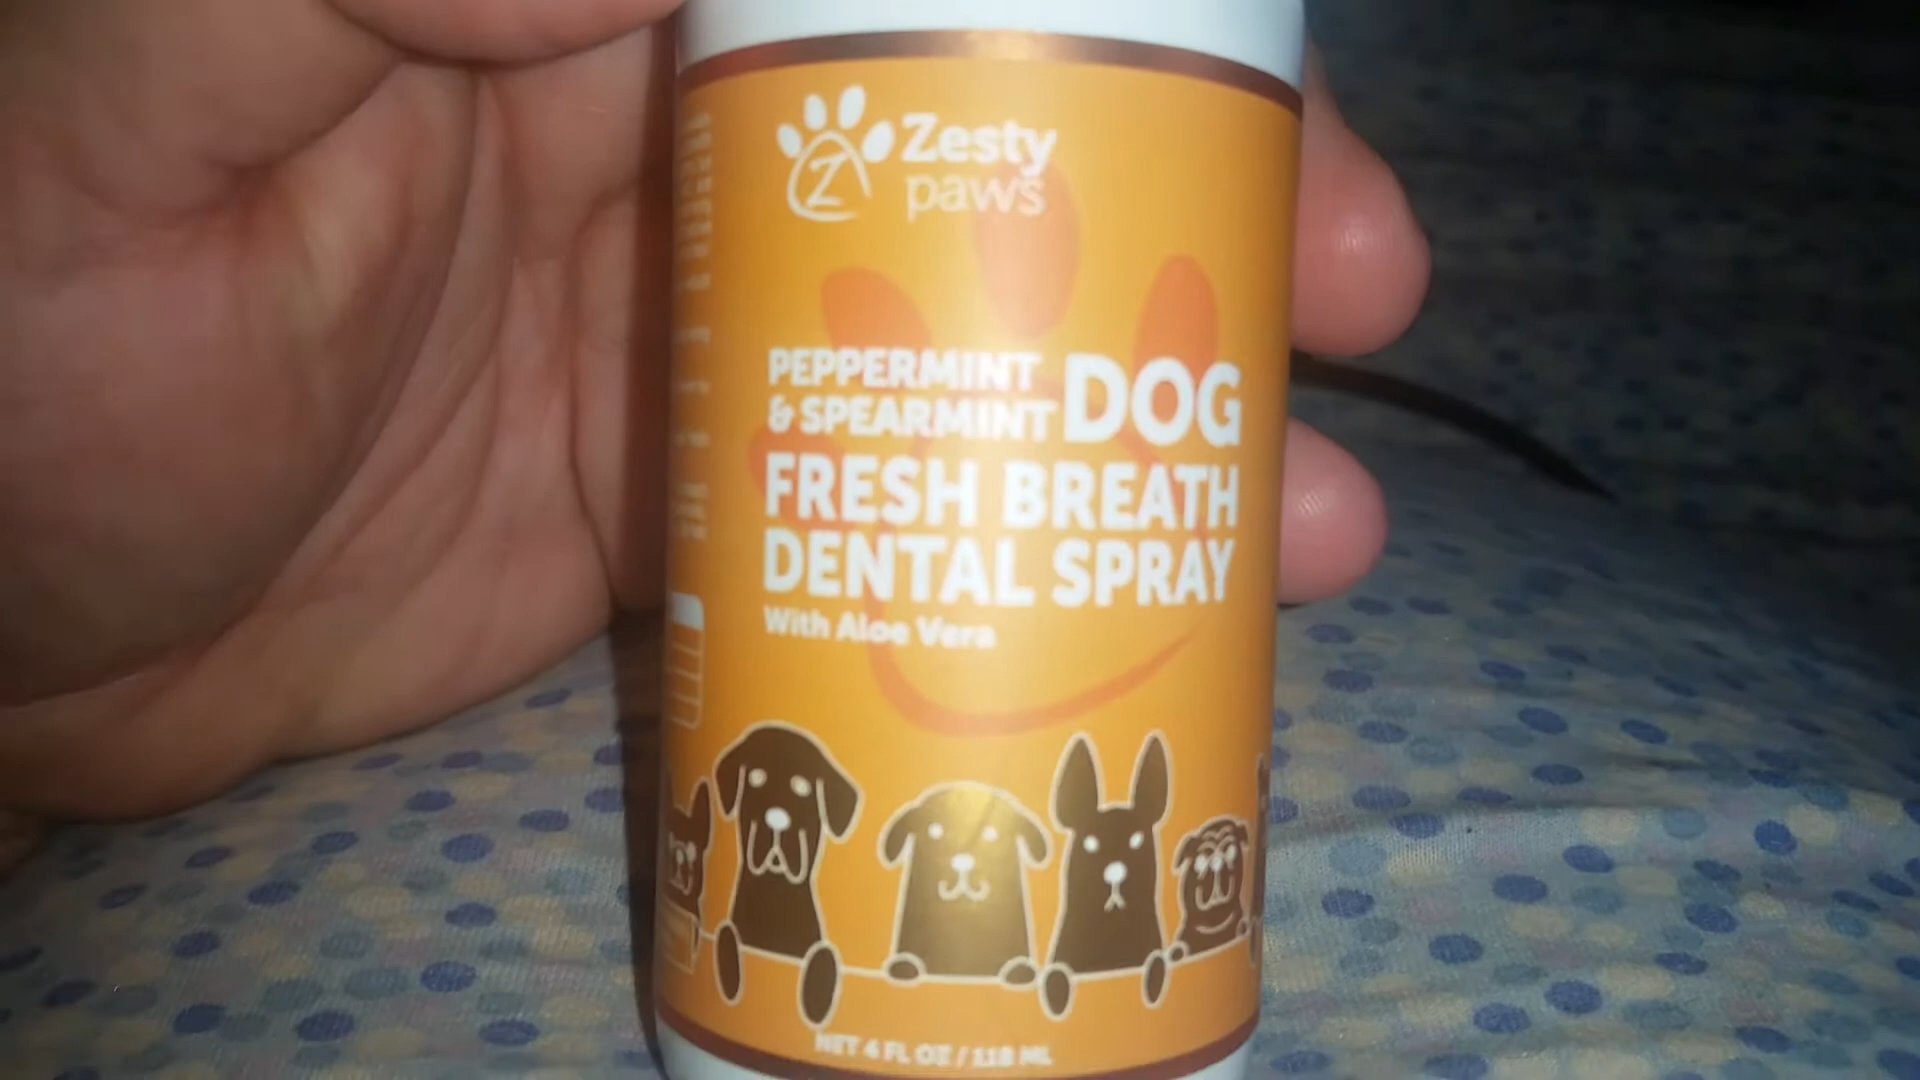 Zesty
paws
PEPPERMINT
& SPEARMINT DOG
FRESH BREATH
DENTAL SPRAY
With Aloe Vera
NET 4 FL OZ / 118 ML